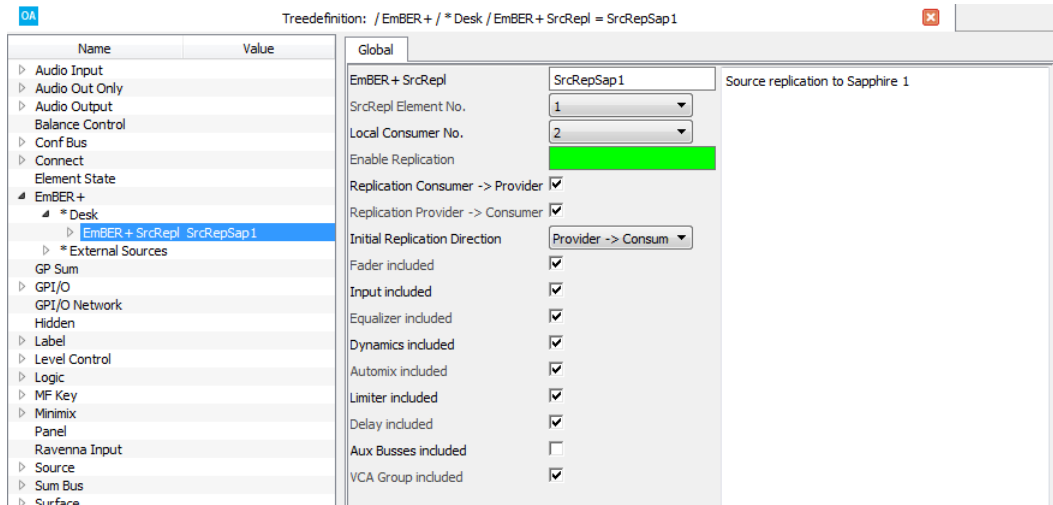 OA
Treedefinition: / EmBER+ / * Desk / EmBER+ SrcRepl = SrcRepSap1
Name Value
Audio Input
Audio Out Only
Audio Output
Balance Control
Conf Bus
Connect
Element State
EmBER+
* Desk
EmBER+ SrcRepl SrcRepSap1
* External Sources
GP Sum
GPI/O
GPI/O Network
Hidden
Label
Level Control
Logic
MF Key
Minimix
Panel
Ravenna Input
Source
Sum Bus
Surface
Global
EmBER+ SrcRepl SrcRepSap1
SrcRepl Element No. 1
Local Consumer No. 2
Enable Replication
Replication Consumer -> Provider
Replication Provider -> Consumer
Initial Replication Direction Provider -> Consum
Fader included
Input included
Equalizer included
Dynamics included
Automix included
Limiter included
Delay included
Aux Busses included
VCA Group included
Source replication to Sapphire 1